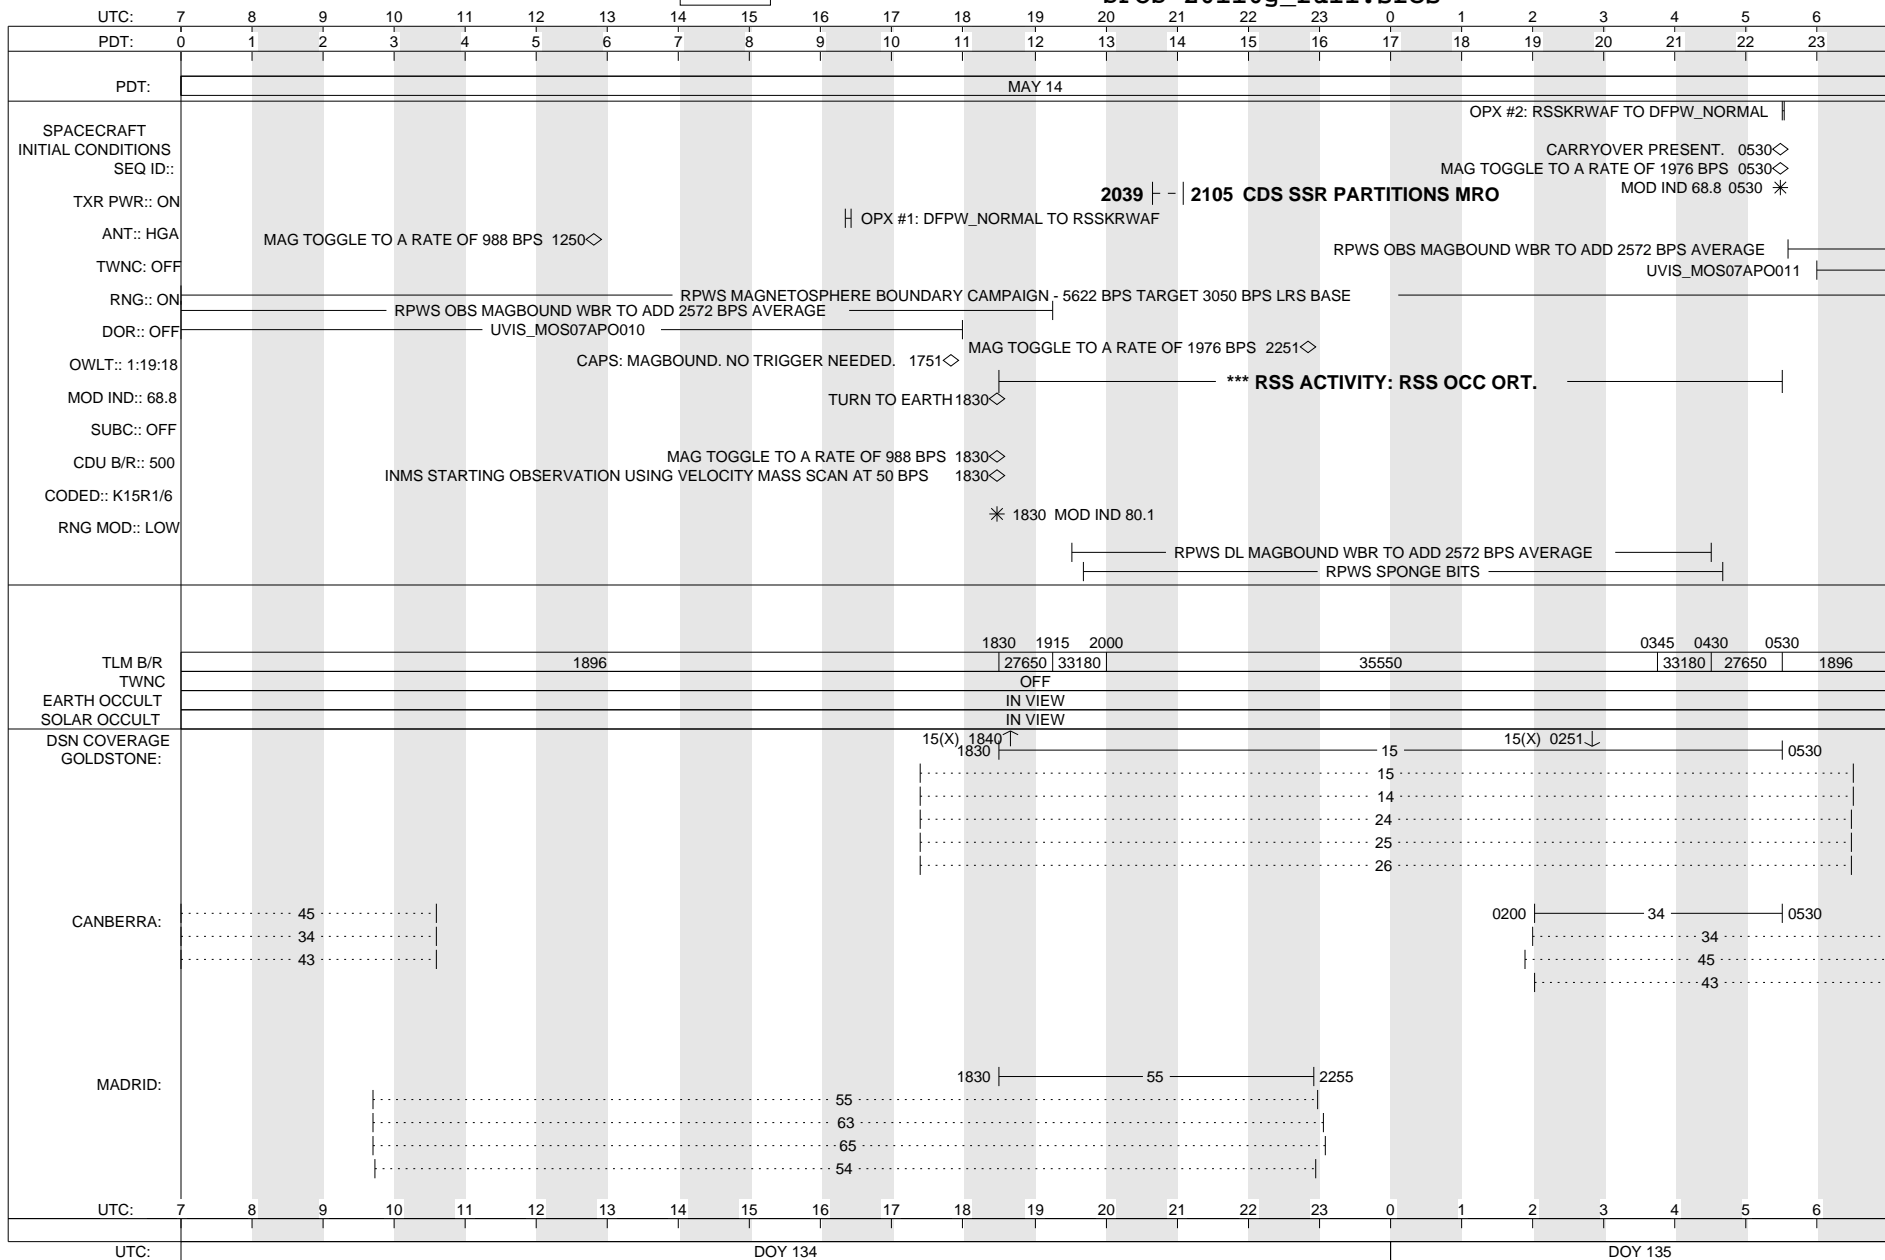 UTC: 7 8 9 10 11 12 13 14 15 16 17 18 19 20 21 22 23 0 1 2 3 4 5 6
PDT: 0 1 2 3 4 5 6 7 8 9 10 11 12 13 14 15 16 17 18 19 20 21 22 23
PDT: MAY 14
OPX #2: RSSKRWAF TO DFPW_NORMAL
SPACECRAFT
INITIAL CONDITIONS
CARRYOVER PRESENT. 0530
SEQ ID::
MAG TOGGLE TO A RATE OF 1976 BPS 0530
MOD IND 68.8 0530
TXR PWR:: ON
2039 2105 CDS SSR PARTITIONS MRO
OPX #1: DFPW_NORMAL TO RSSKRWAF
ANT:: HGA
MAG TOGGLE TO A RATE OF 988 BPS 1250
RPWS OBS MAGBOUND WBR TO ADD 2572 BPS AVERAGE
TWNC: OFF
UVIS_MOS07APO011
RNG:: ON
RPWS MAGNETOSPHERE BOUNDARY CAMPAIGN - 5622 BPS TARGET 3050 BPS LRS BASE
RPWS OBS MAGBOUND WBR TO ADD 2572 BPS AVERAGE
DOR:: OFF
UVIS_MOS07APO010
MAG TOGGLE TO A RATE OF 1976 BPS 2251
CAPS: MAGBOUND. NO TRIGGER NEEDED. 1751
OWLT:: 1:19:18
*** RSS ACTIVITY: RSS OCC ORT.
MOD IND:: 68.8
TURN TO EARTH 1830
SUBC:: OFF
MAG TOGGLE TO A RATE OF 988 BPS 1830
CDU B/R:: 500
INMS STARTING OBSERVATION USING VELOCITY MASS SCAN AT 50 BPS 1830
CODED:: K15R1/6
1830 MOD IND 80.1
RNG MOD:: LOW
RPWS DL MAGBOUND WBR TO ADD 2572 BPS AVERAGE
RPWS SPONGE BITS
1830 1915 2000 0345 0430 0530
TLM B/R 1896 27650 33180 35550 33180 27650 1896
TWNC OFF
EARTH OCCULT IN VIEW
SOLAR OCCULT IN VIEW
DSN COVERAGE
15(X) 1840 15(X) 0251
GOLDSTONE: 1830 15 0530
15
14
24
25
26
CANBERRA: 45 0200 34 0530
34 34
43 45
43
MADRID: 1830 55 2255
55
63
65
54
UTC: 7 8 9 10 11 12 13 14 15 16 17 18 19 20 21 22 23 0 1 2 3 4 5 6
UTC: DOY 134 DOY 135